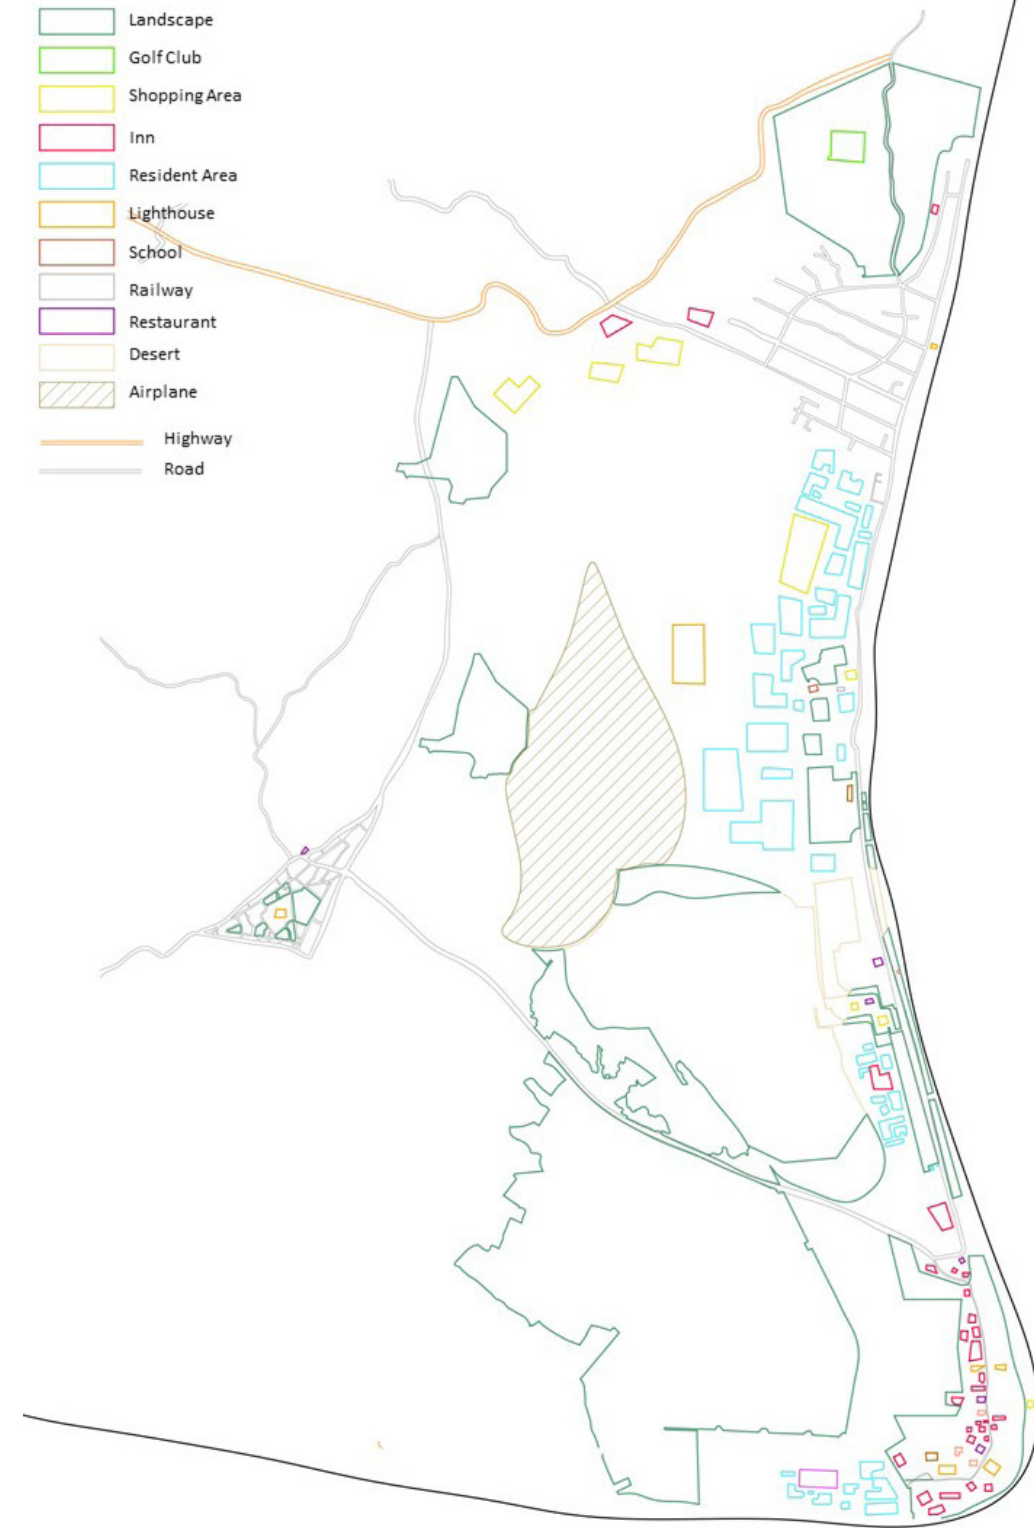 Landscape
Golf Club
Shopping Area
Inn
Resident Area
Lighthouse
School
Railway
Restaurant
Desert
Airplane
Highway
Road